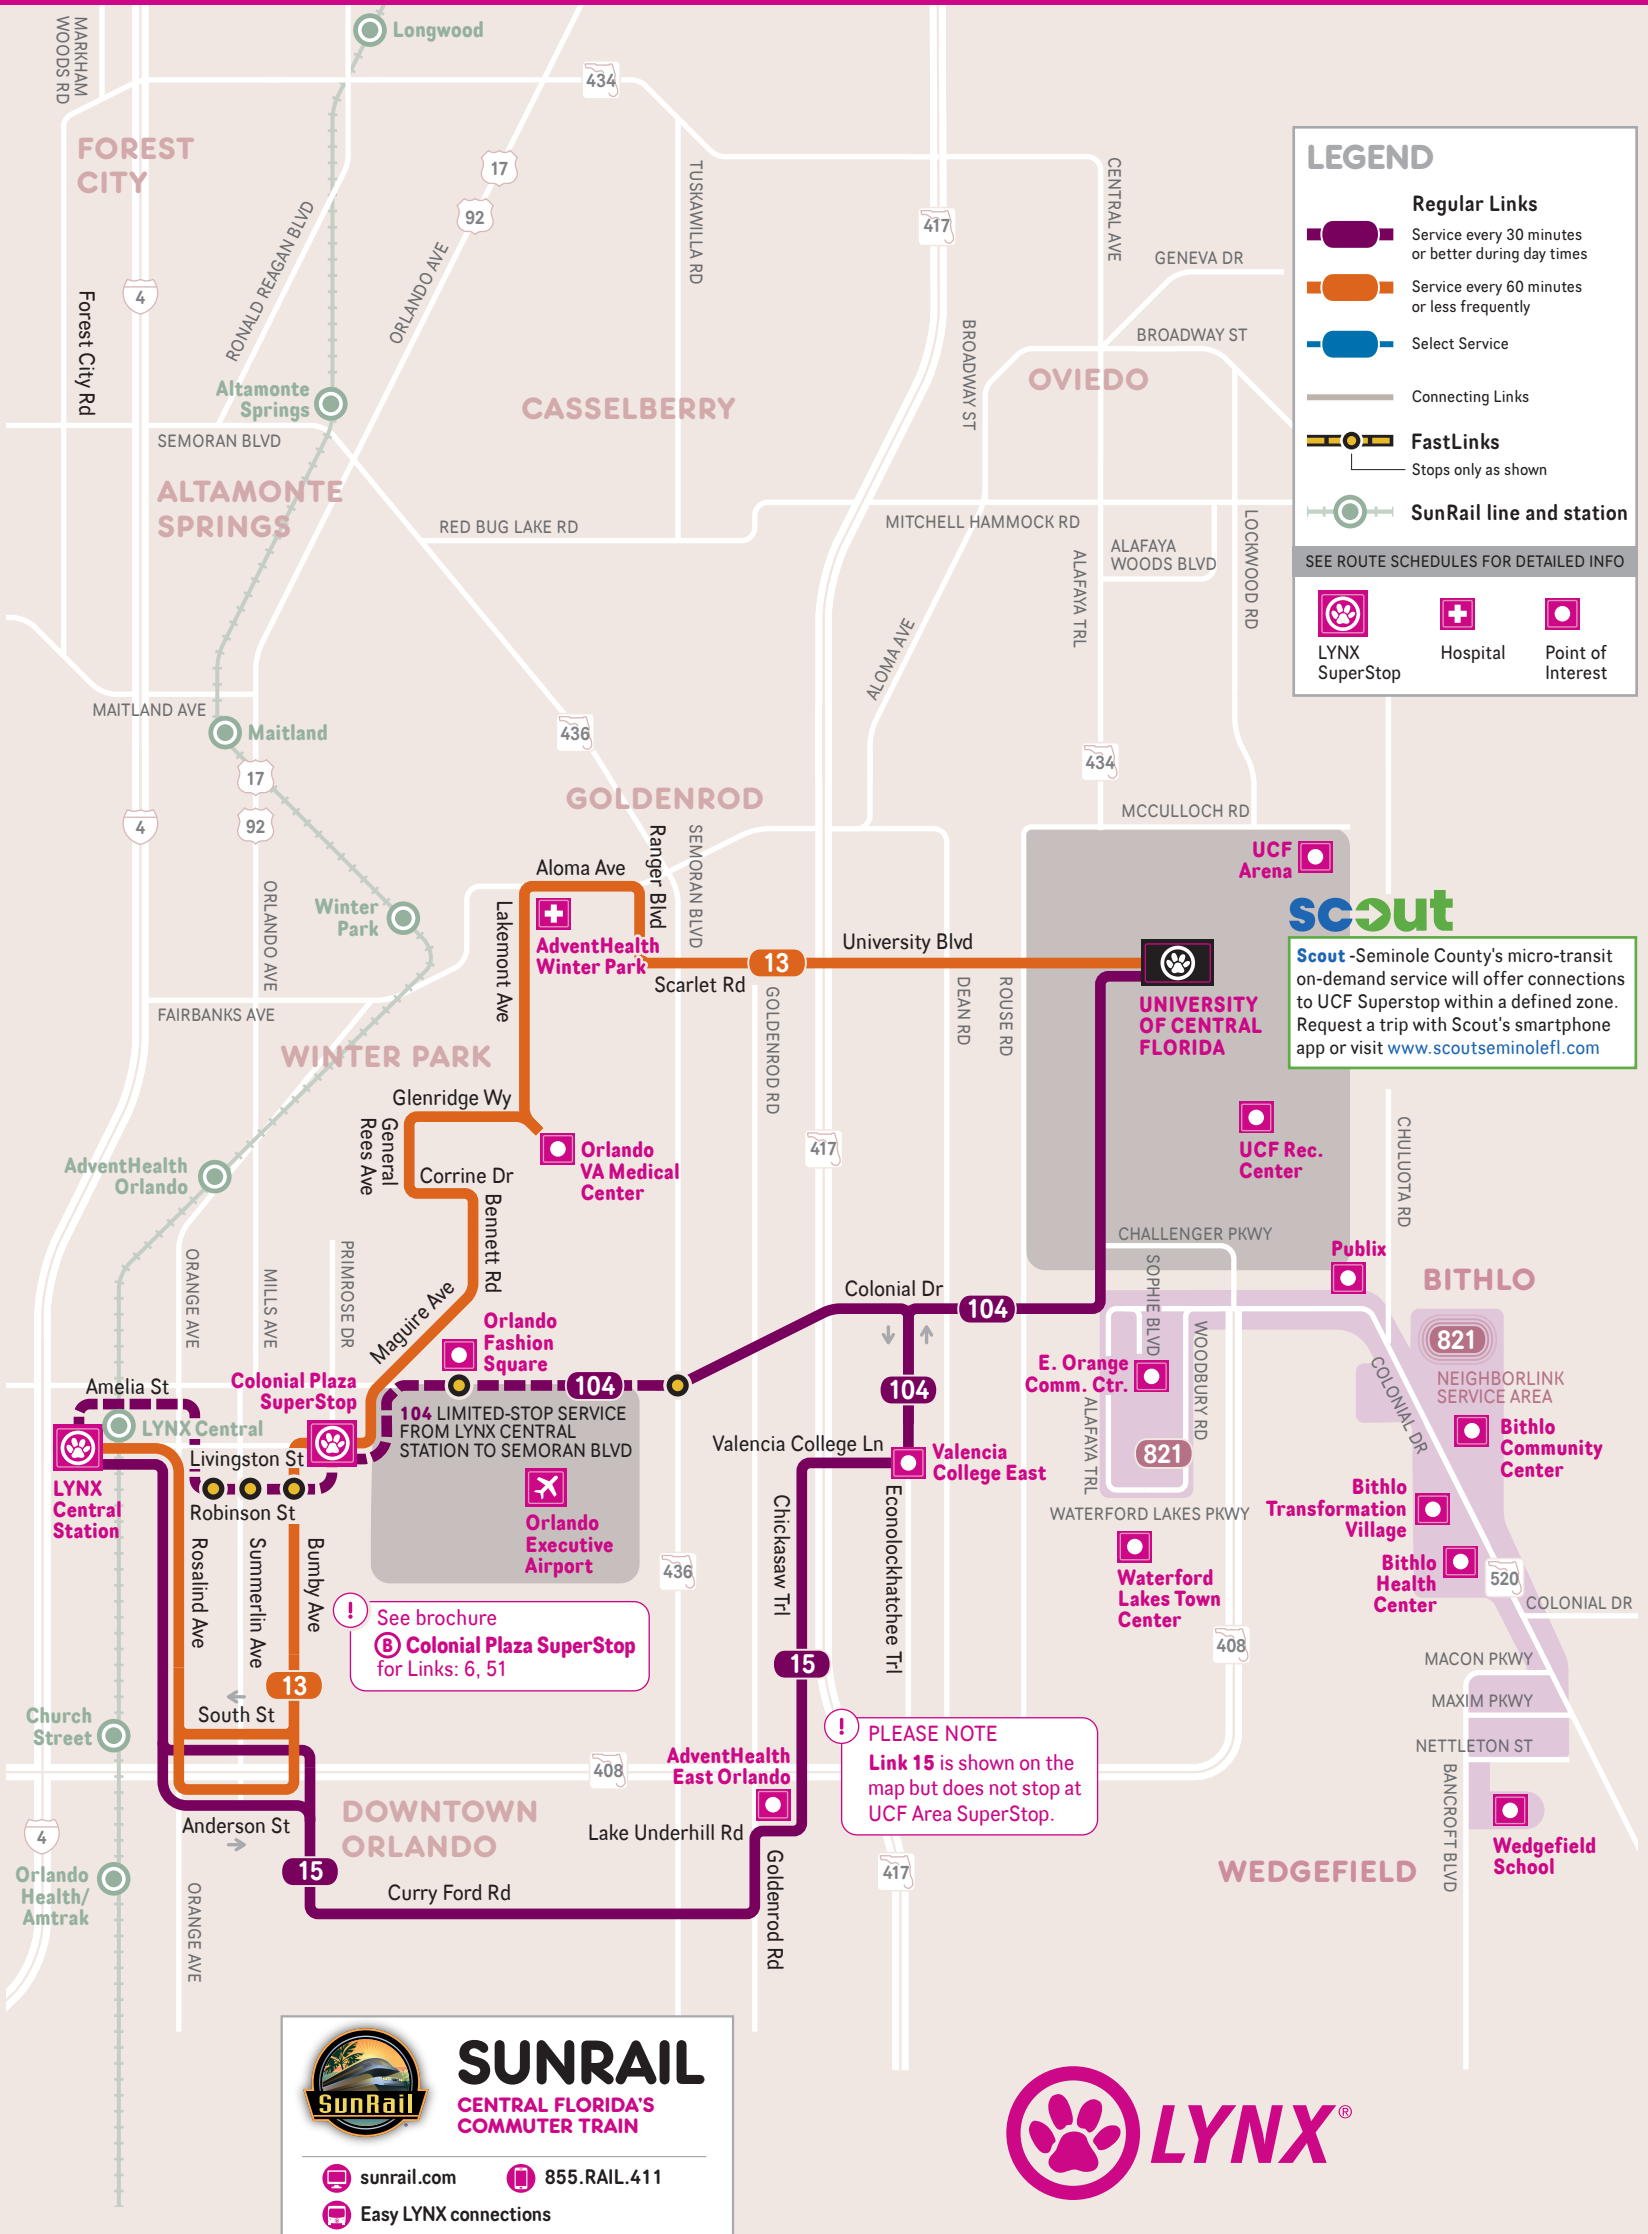 MARKHAM
WOODS RD
Longwood
434
FOREST
CITY
17
92
TUSKAWILLA RD
417
CENTRAL AVE
GENEVA DR
RONALD REAGAN BLVD
ORLANDO AVE
4
Forest City Rd
BROADWAY ST
BROADWAY ST
OVIEDO
Altamonte
Springs
CASSELBERRY
SEMORAN BLVD
ALTAMONTE
SPRINGS
RED BUG LAKE RD
MITCHELL HAMMOCK RD
ALAFAYA
WOODS BLVD
LOCKWOOD RD
ALAFAYA TRL
ALOMA AVE
LEGEND
Regular Links
Service every 30 minutes
or better during day times
Service every 60 minutes
or less frequently
Select Service
Connecting Links
FastLinks
Stops only as shown
SunRail line and station
SEE ROUTE SCHEDULES FOR DETAILED INFO
LYNX
SuperStop
Hospital
Point of
Interest
MAITLAND AVE
Maitland
436
17
92
4
434
GOLDENROD
MCCULLOCH RD
Ranger Blvd
SEMORAN BLVD
Aloma Ave
UCF
Arena
scout
Scout -Seminole County's micro-transit
on-demand service will offer connections
to UCF Superstop within a defined zone.
Request a trip with Scout's smartphone
app or visit www.scoutseminolefl.com
ORLANDO AVE
Winter
Park
Lakemont Ave
AdventHealth
Winter Park
13
University Blvd
Scarlet Rd
GOLDENROD RD
DEAN RD
ROUSE RD
UNIVERSITY
OF CENTRAL
FLORIDA
FAIRBANKS AVE
WINTER PARK
Glenridge Wy
General
Rees Ave
Corrine Dr
Bennett Rd
Orlando
VA Medical
Center
417
UCF Rec.
Center
CHULUOTA RD
AdventHealth
Orlando
ORANGE AVE
MILLS AVE
PRIMROSE DR
CHALLENGER PKWY
SOPHIE BLVD
Publix
BITHLO
Maguire Ave
Orlando
Fashion
Square
Colonial Dr
104
WOODBURY RD
821
NEIGHBORLINK
SERVICE AREA
COLONIAL DR
E. Orange
Comm. Ctr.
Amelia St
Colonial Plaza
SuperStop
104
104
104 LIMITED-STOP SERVICE
FROM LYNX CENTRAL
STATION TO SEMORAN BLVD
LYNX Central
Livingston St
LYNX
Central
Station
Robinson St
Valencia College Ln
Valencia
College East
ALAFAYA TRL
821
Bithlo
Community
Center
Orlando
Executive
Airport
WATERFORD LAKES PKWY
Bithlo
Transformation
Village
Rosalind Ave
Summerlin Ave
Bumby Ave
436
Chickasaw Trl
Econolockhatchee Trl
Waterford
Lakes Town
Center
Bithlo
Health
Center
520
COLONIAL DR
! See brochure
B Colonial Plaza SuperStop
for Links: 6, 51
13
15
408
MACON PKWY
MAXIM PKWY
NETTLETON ST
BANCROFT BLVD
South St
Church
Street
! PLEASE NOTE
Link 15 is shown on the
map but does not stop at
UCF Area SuperStop.
AdventHealth
East Orlando
408
DOWNTOWN
ORLANDO
Anderson St
Lake Underhill Rd
4
Orlando
Health/
Amtrak
15
Curry Ford Rd
Goldenrod Rd
ORANGE AVE
417
WEDGEFIELD
Wedgefield
School
SunRail
SUNRAIL
CENTRAL FLORIDA'S
COMMUTER TRAIN
sunrail.com
855.RAIL.411
Easy LYNX connections
LYNX®